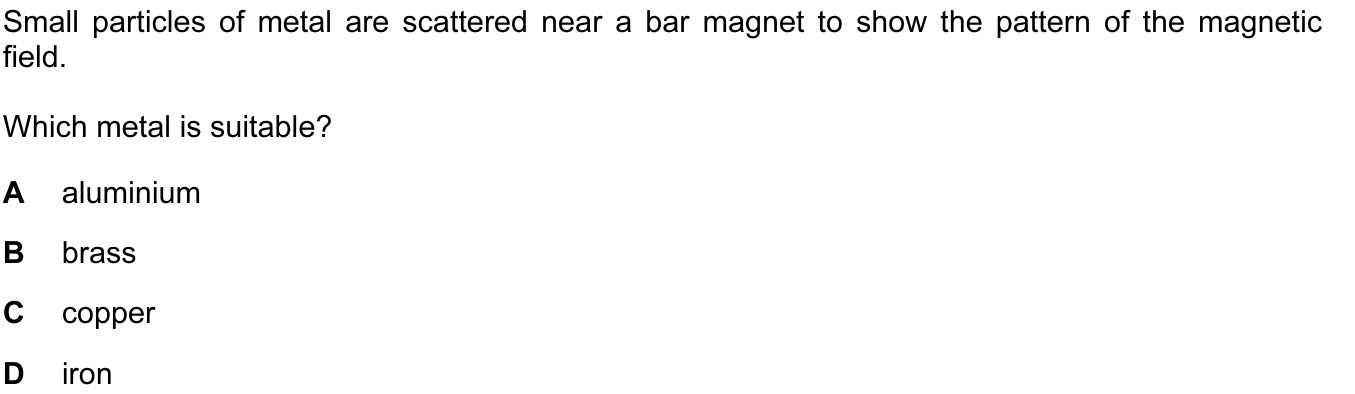 Small particles of metal are scattered near a bar magnet to show the pattern of the magnetic
field.
Which metal is suitable?
A aluminium
B brass
C copper
D iron